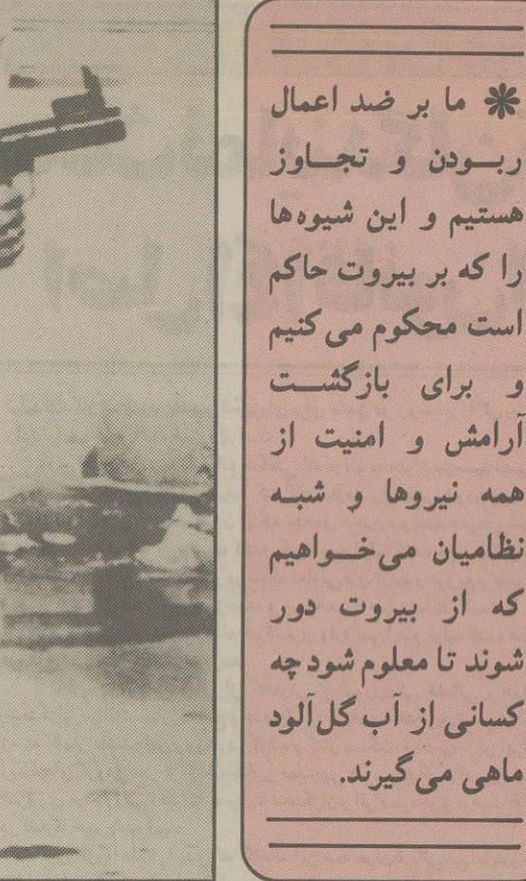 ❋ ما بر ضد اعمال
ربودن و تجاوز
هستیم و این شیوه‌ها
را که بر بیروت حاکم
است محکوم می‌کنیم
و برای بازگشت
آرامش و امنیت از
همه نیروها و شبه
نظامیان می‌خواهیم
که از بیروت دور
شوند تا معلوم شود چه
کسانی از آب گل‌آلود
ماهی می‌گیرند.